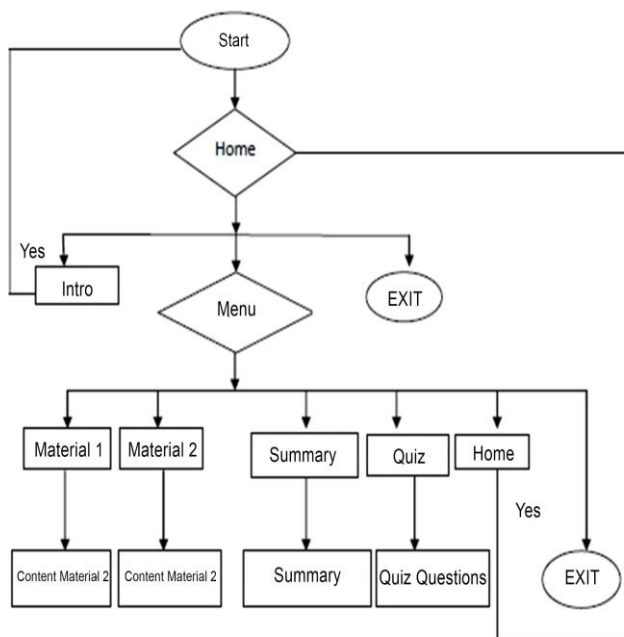 Start
Home
Yes
Intro
Menu
EXIT
Material 1
Material 2
Summary
Quiz
Home
Yes
Content Material 2
Content Material 2
Summary
Quiz Questions
EXIT